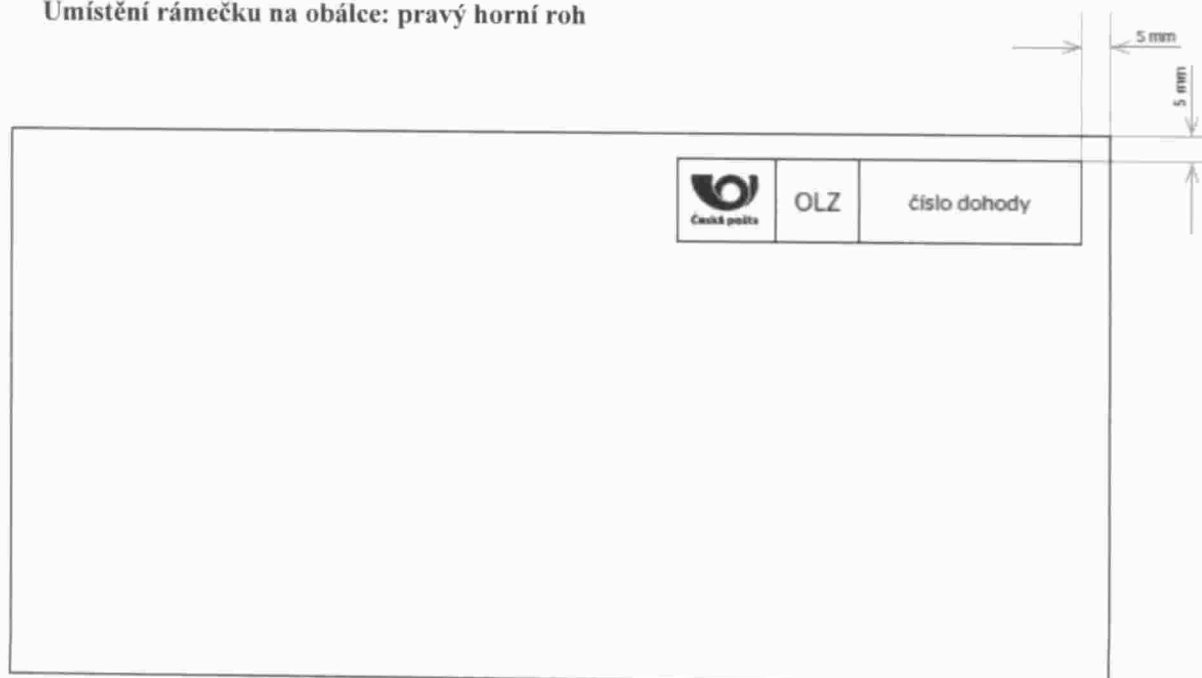 Umístění rámečku na obálce: pravý horní roh
5 mm
5 mm
Česká pošta
OLZ
číslo dohody